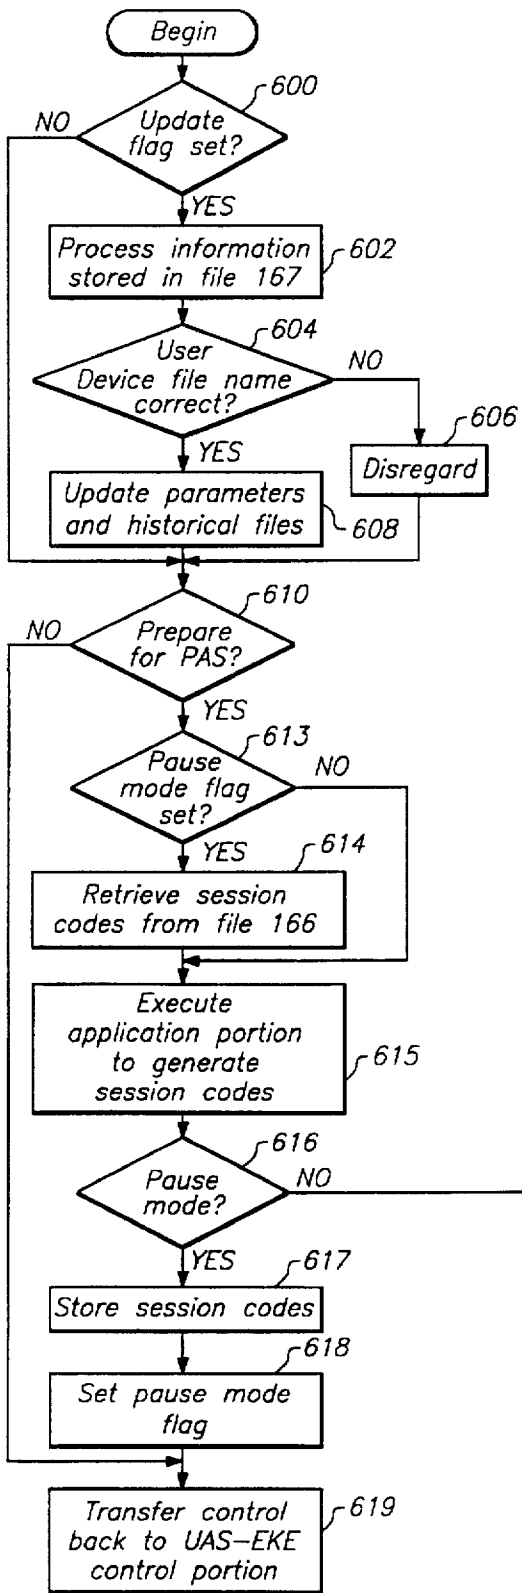 Begin
600
NO
Update
flag set?
YES
Process information
stored in file 167
602
604
User
Device file name
correct?
NO
606
YES
Disregard
Update parameters
and historical files
608
610
NO
Prepare
for PAS?
YES
613
Pause
mode flag
set?
NO
YES
614
Retrieve session
codes from file 166
Execute
application portion
to generate
session codes
615
616
Pause
mode?
NO
YES
617
Store session codes
618
Set pause mode
flag
Transfer control
back to UAS-EKE
control portion
619